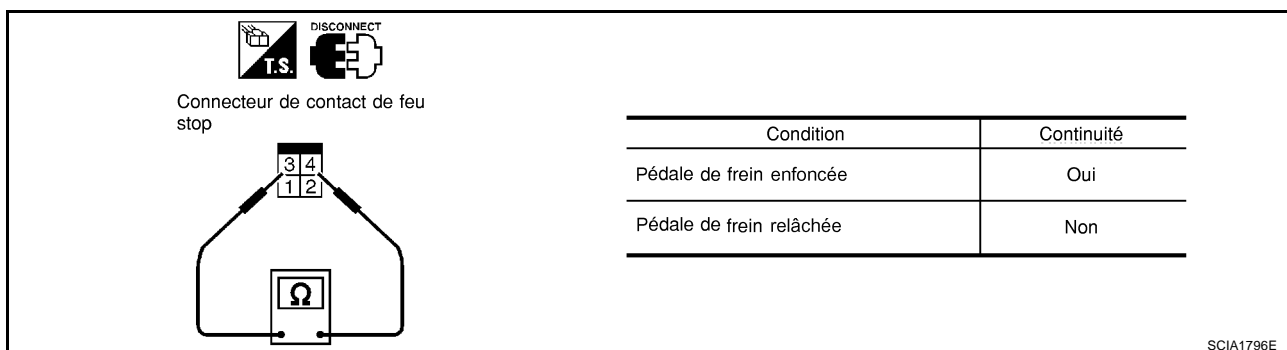 DISCONNECT
T.S.
Connecteur de contact de feu
stop
3 4
1 2
Ω
Condition Continuité
Pédale de frein enfoncée Oui
Pédale de frein relâchée Non
SCIA1796E